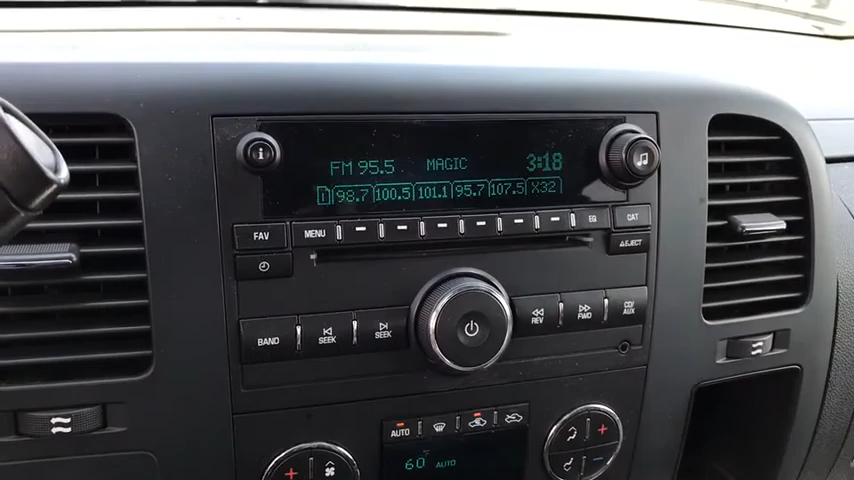 FM 95.5 MAGIC 3:18
1 98.7 100.5 101.1 95.7 107.5 X32
FAV MENU EQ CAT
EJECT
BAND SEEK SEEK REV FWD CD/AUX
AUTO
60° AUTO